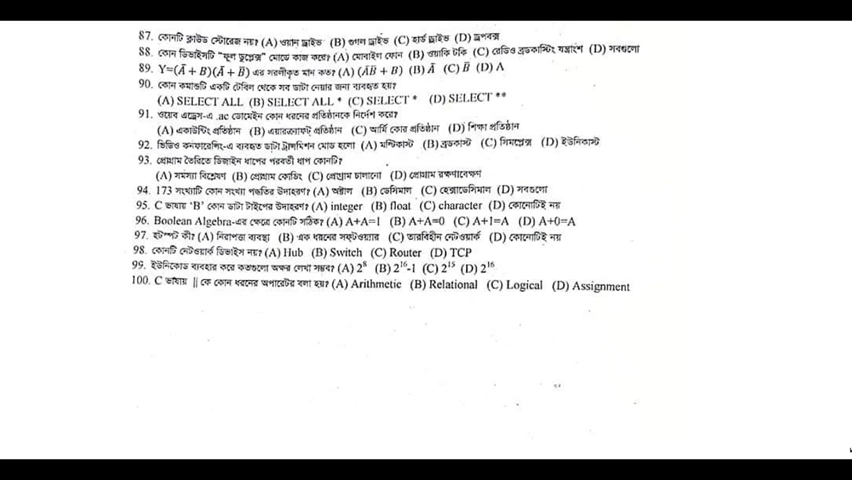 87. কোনটি ক্লাউড স্টোরেজ নয়? (A) ওয়ান ড্রাইভ (B) গুগল ড্রাইভ (C) হার্ড ড্রাইভ (D) ড্রপবক্স
88. কোন ডিভাইসটি "ফুল ডুপ্লেক্স" মোডে কাজ করে? (A) মোবাইল ফোন (B) ওয়াকি টকি (C) রেডিও ব্রডকাস্টিং যন্ত্রাংশ (D) সবগুলো
89. Y=(Ā + B)(Ā + B̄) এর সরলীকৃত মান কত? (A) (ĀB + B) (B) Ā (C) B̄ (D) A
90. কোন কমান্ডটি একটি টেবিল থেকে সব ডাটা নেয়ার জন্য ব্যবহৃত হয়?
(A) SELECT ALL (B) SELECT ALL * (C) SELECT * (D) SELECT **
91. ওয়েব এড্রেস-এ .ac ডোমেইন কোন ধরনের প্রতিষ্ঠানকে নির্দেশ করে?
(A) একাউন্টিং প্রতিষ্ঠান (B) এয়ারক্র্যাফ্ট প্রতিষ্ঠান (C) আর্মি কোর প্রতিষ্ঠান (D) শিক্ষা প্রতিষ্ঠান
92. ভিডিও কনফারেন্সিং-এ ব্যবহৃত ডাটা ট্রান্সমিশন মোড হলো (A) মাল্টিকাস্ট (B) ব্রডকাস্ট (C) সিমপ্লেক্স (D) ইউনিকাস্ট
93. প্রোগ্রাম তৈরিতে ডিজাইন ধাপের পরবর্তী ধাপ কোনটি?
(A) সমস্যা বিশ্লেষণ (B) প্রোগ্রাম কোডিং (C) প্রোগ্রাম চালানো (D) প্রোগ্রাম রক্ষণাবেক্ষণ
94. 173 সংখ্যাটি কোন সংখ্যা পদ্ধতির উদাহরণ? (A) অক্টাল (B) ডেসিমাল (C) হেক্সাডেসিমাল (D) সবগুলো
95. C ভাষায় 'B' কোন ডাটা টাইপের উদাহরণ? (A) integer (B) float (C) character (D) কোনোটিই নয়
96. Boolean Algebra-এর ক্ষেত্রে কোনটি সঠিক? (A) A+A=1 (B) A+A=0 (C) A+1=A (D) A+0=A
97. হটস্পট কী? (A) নিরাপত্তা ব্যবস্থা (B) এক ধরনের সফ্টওয়্যার (C) তারবিহীন নেটওয়ার্ক (D) কোনোটিই নয়
98. কোনটি নেটওয়ার্ক ডিভাইস নয়? (A) Hub (B) Switch (C) Router (D) TCP
99. ইউনিকোড ব্যবহার করে কতগুলো অক্ষর লেখা সম্ভব? (A) 2⁸ (B) 2¹⁶-1 (C) 2¹⁵ (D) 2¹⁶
100. C ভাষায় || কে কোন ধরনের অপারেটর বলা হয়? (A) Arithmetic (B) Relational (C) Logical (D) Assignment